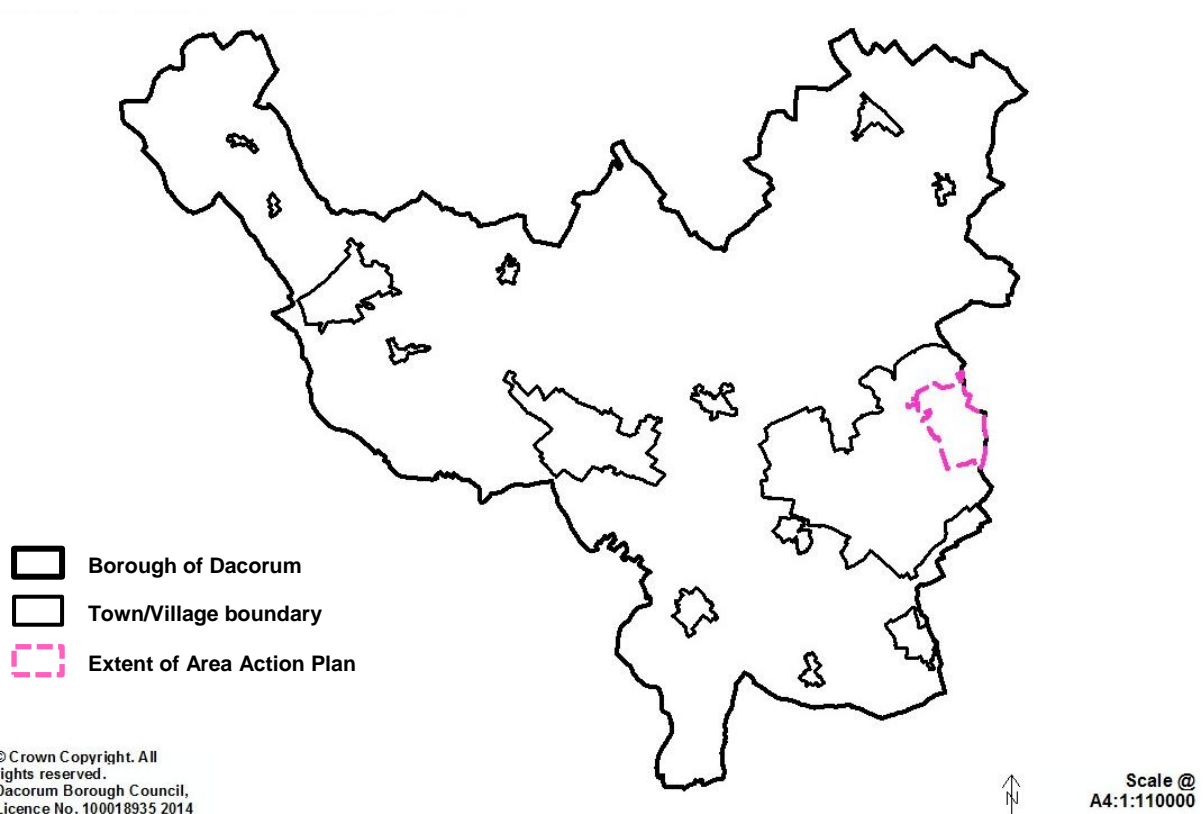 Borough of Dacorum
Town/Village boundary
Extent of Area Action Plan
© Crown Copyright. All
rights reserved.
Dacorum Borough Council,
Licence No. 100018935 2014
N
Scale @
A4:1:110000